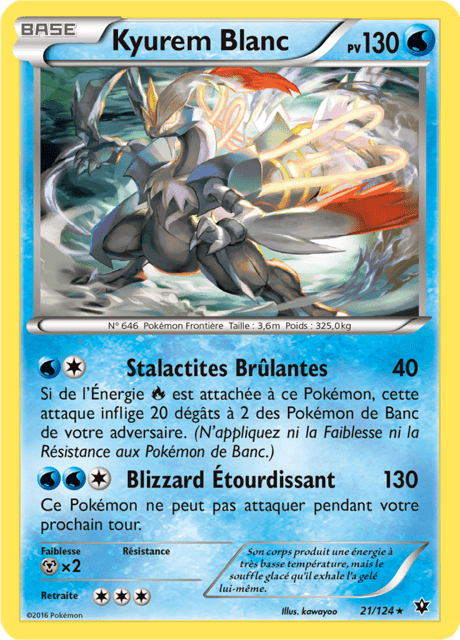 BASE
Kyurem Blanc
PV130
N° 646 Pokémon Frontière Taille : 3,6m Poids : 325,0kg
Stalactites Brûlantes 40
Si de l'Énergie est attachée à ce Pokémon, cette
attaque inflige 20 dégâts à 2 des Pokémon de Banc
de votre adversaire. (N'appliquez ni la Faiblesse ni la
Résistance aux Pokémon de Banc.)
Blizzard Étourdissant 130
Ce Pokémon ne peut pas attaquer pendant votre
prochain tour.
Faiblesse Résistance
×2
Retraite
Son corps produit une énergie à
très basse température, mais le
souffle glacé qu'il exhale l'a gelé
lui-même.
©2016 Pokémon
Illus. kawayoo
21/124